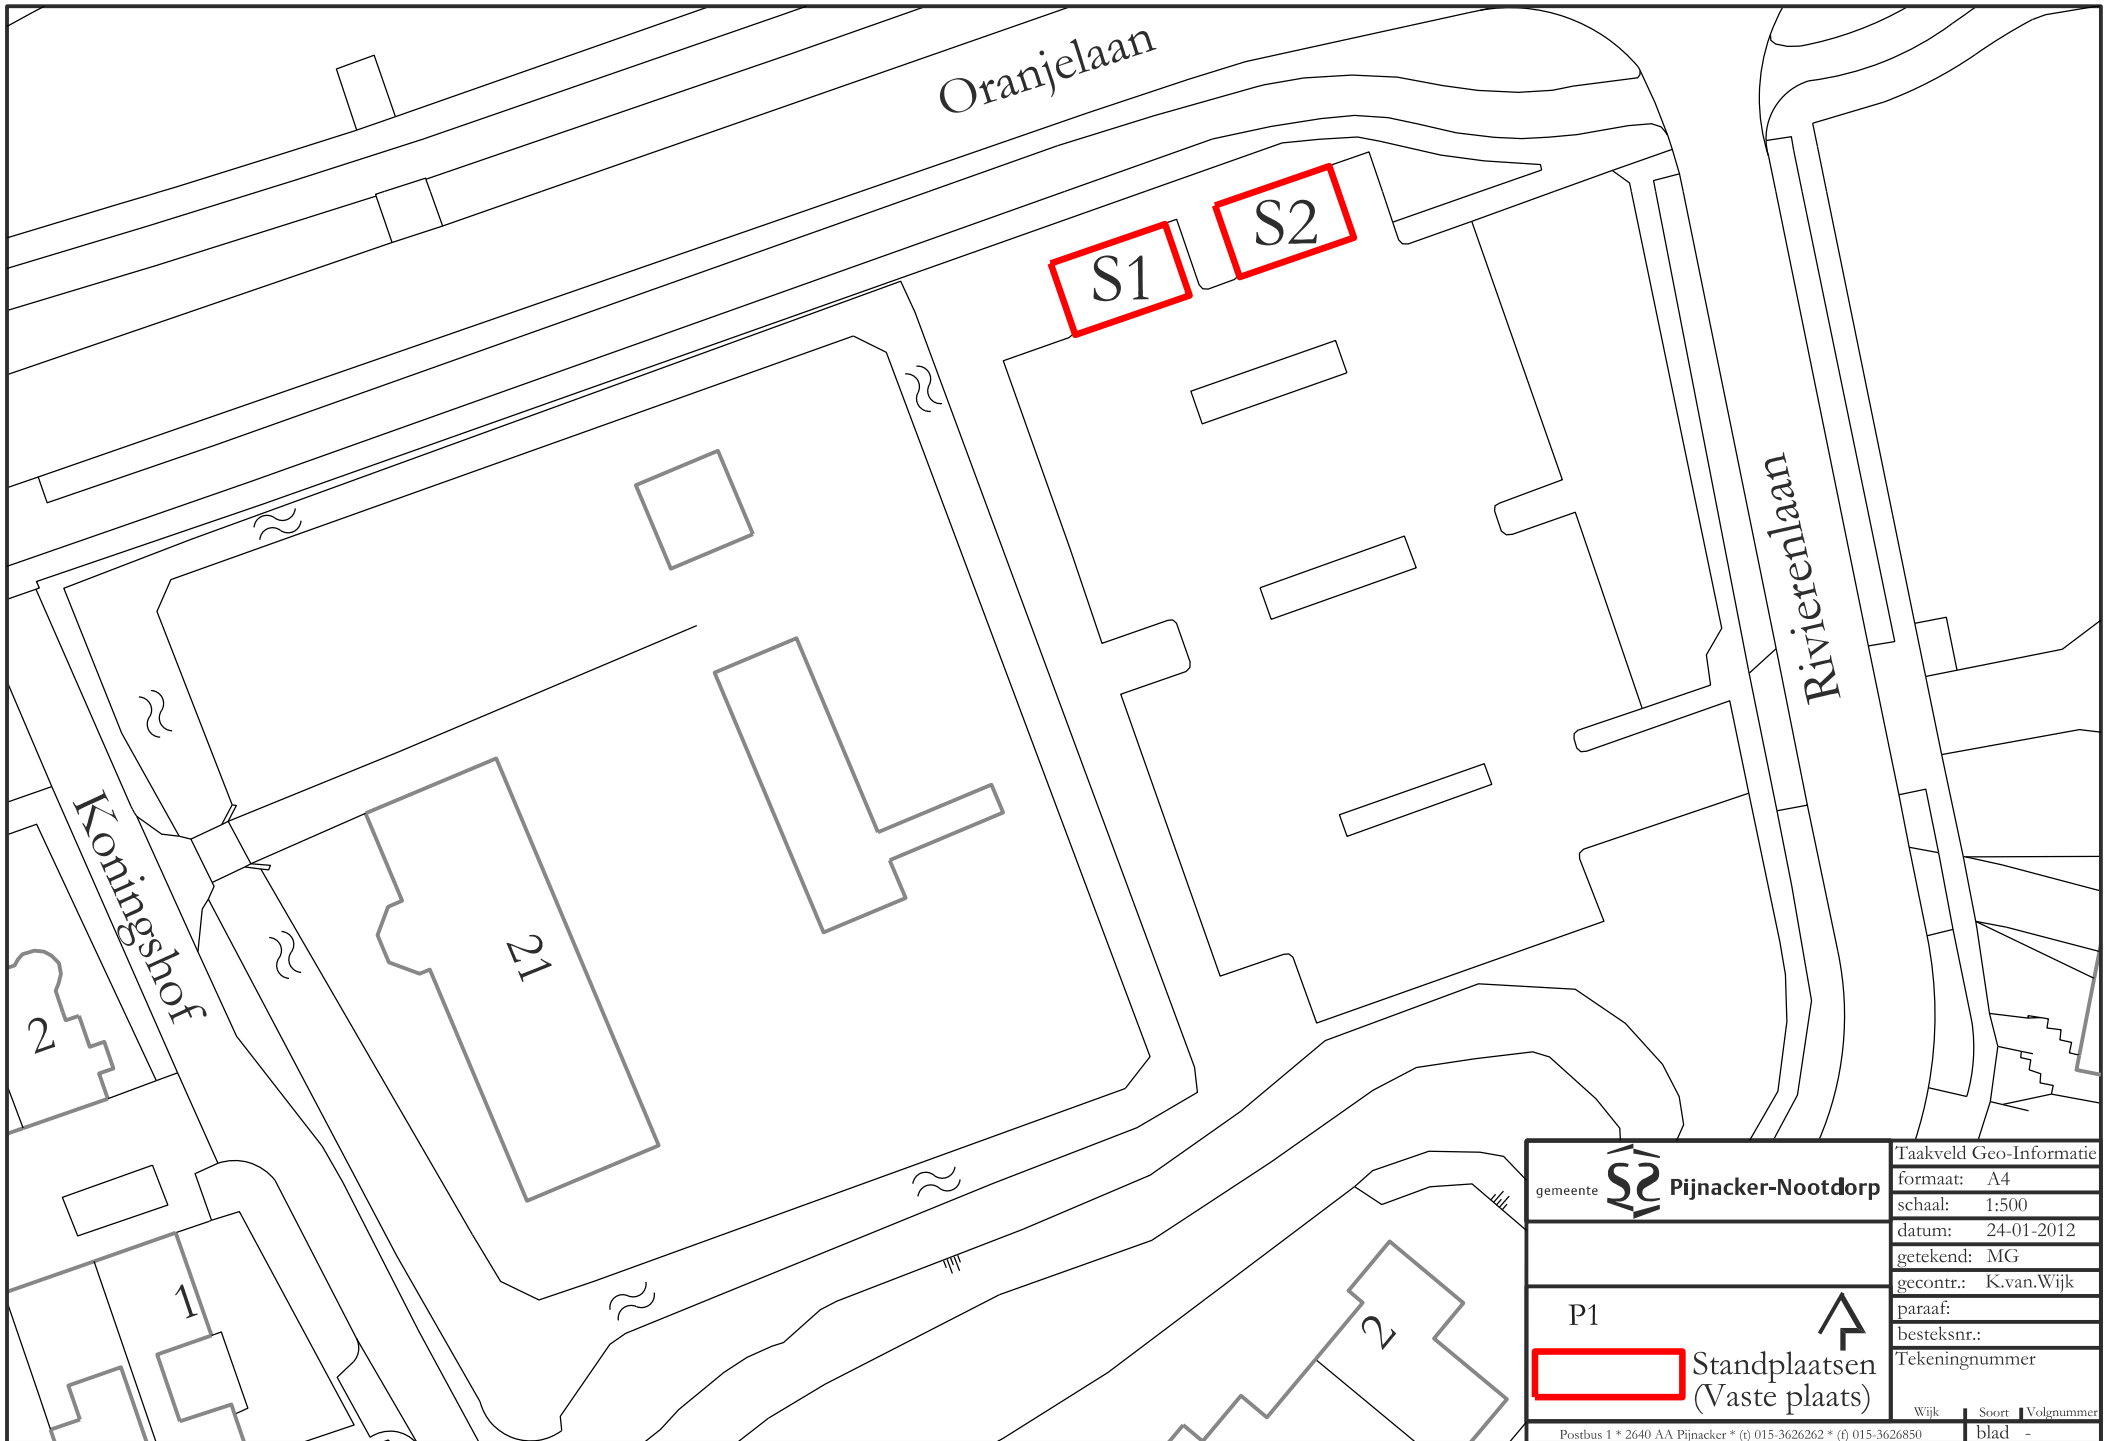 Oranjelaan
S1
S2
Rivierenlaan
Koningshof
21
2
1
2
gemeente Pijnacker-Nootdorp
P1
Standplaatsen
(Vaste plaats)
Taakveld Geo-Informatie
formaat: A4
schaal: 1:500
datum: 24-01-2012
getekend: MG
gecontr.: K.van.Wijk
paraaf:
besteksnr.:
Tekeningnummer
Wijk Soort Volgnummer
blad -
Postbus 1 * 2640 AA Pijnacker * (t) 015-3626262 * (f) 015-3626850